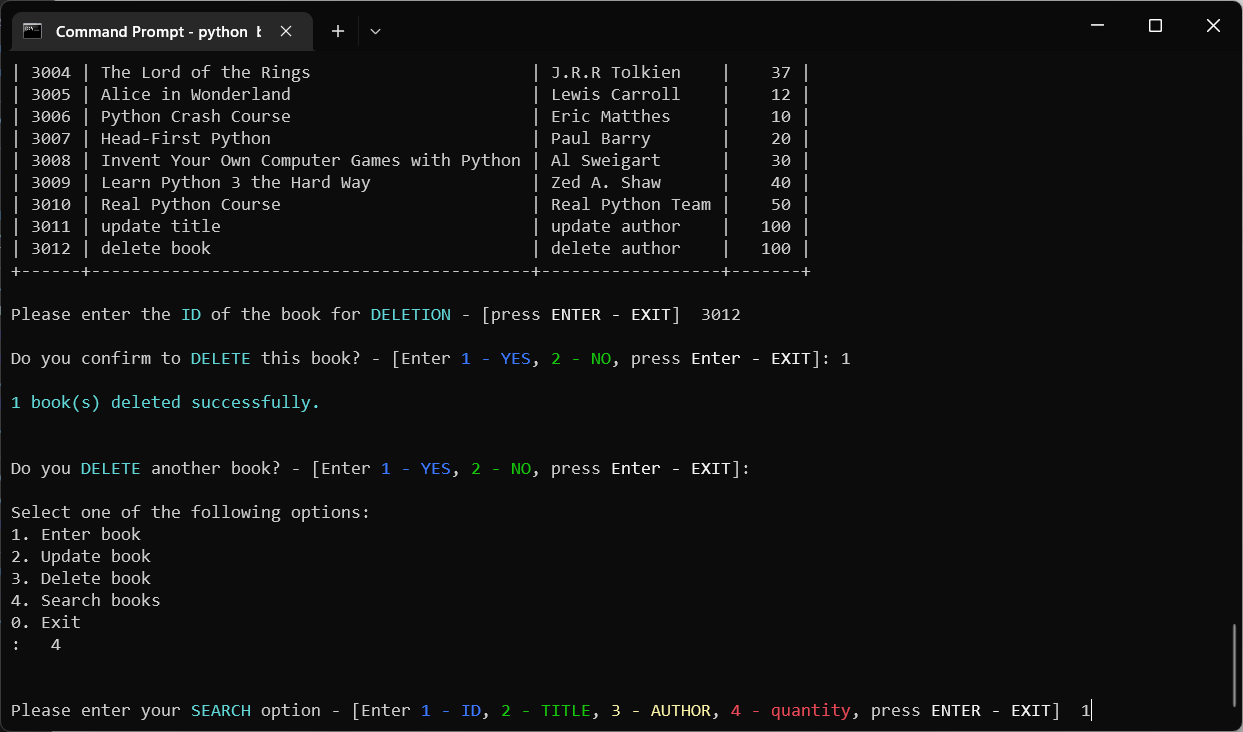 Command Prompt - python
| 3004 | The Lord of the Rings                      | J.R.R Tolkien    |    37 |
| 3005 | Alice in Wonderland                        | Lewis Carroll    |    12 |
| 3006 | Python Crash Course                        | Eric Matthes     |    10 |
| 3007 | Head-First Python                          | Paul Barry       |    20 |
| 3008 | Invent Your Own Computer Games with Python | Al Sweigart      |    30 |
| 3009 | Learn Python 3 the Hard Way                | Zed A. Shaw      |    40 |
| 3010 | Real Python Course                         | Real Python Team |    50 |
| 3011 | update title                               | update author    |   100 |
| 3012 | delete book                                | delete author    |   100 |
+------+--------------------------------------------+------------------+-------+
Please enter the ID of the book for DELETION - [press ENTER - EXIT]  3012
Do you confirm to DELETE this book? - [Enter 1 - YES, 2 - NO, press Enter - EXIT]: 1
1 book(s) deleted successfully.
Do you DELETE another book? - [Enter 1 - YES, 2 - NO, press Enter - EXIT]:
Select one of the following options:
1. Enter book
2. Update book
3. Delete book
4. Search books
0. Exit
:   4
Please enter your SEARCH option - [Enter 1 - ID, 2 - TITLE, 3 - AUTHOR, 4 - quantity, press ENTER - EXIT]  1